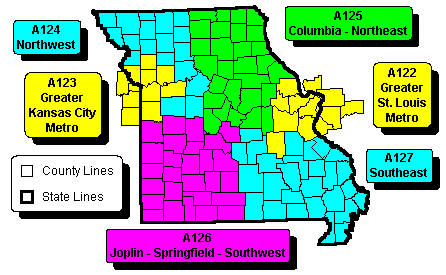 A124
Northwest
A125
Columbia - Northeast
A123
Greater
Kansas City
Metro
A122
Greater
St. Louis
Metro
A127
Southeast
County Lines
State Lines
A126
Joplin - Springfield - Southwest